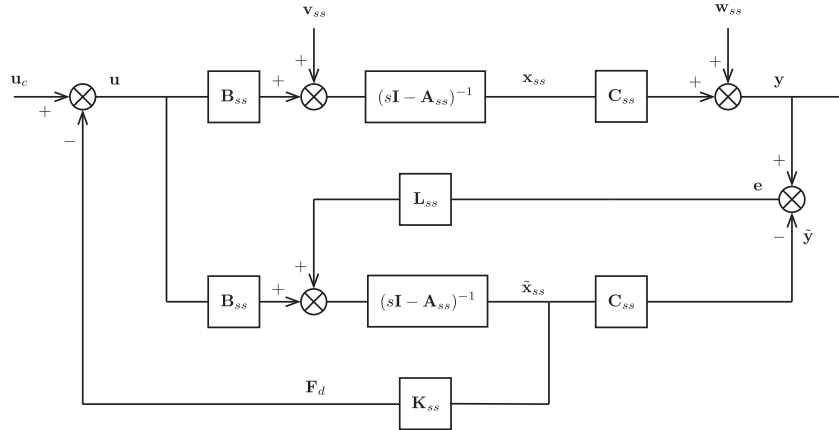 v_ss
w_ss
u_c
u
+
+
x_ss
+
y
+
B_ss
+
(sI − A_ss)⁻¹
C_ss
+
−
+
e
L_ss
−
ỹ
+
x̃_ss
B_ss
+
(sI − A_ss)⁻¹
C_ss
F_d
K_ss